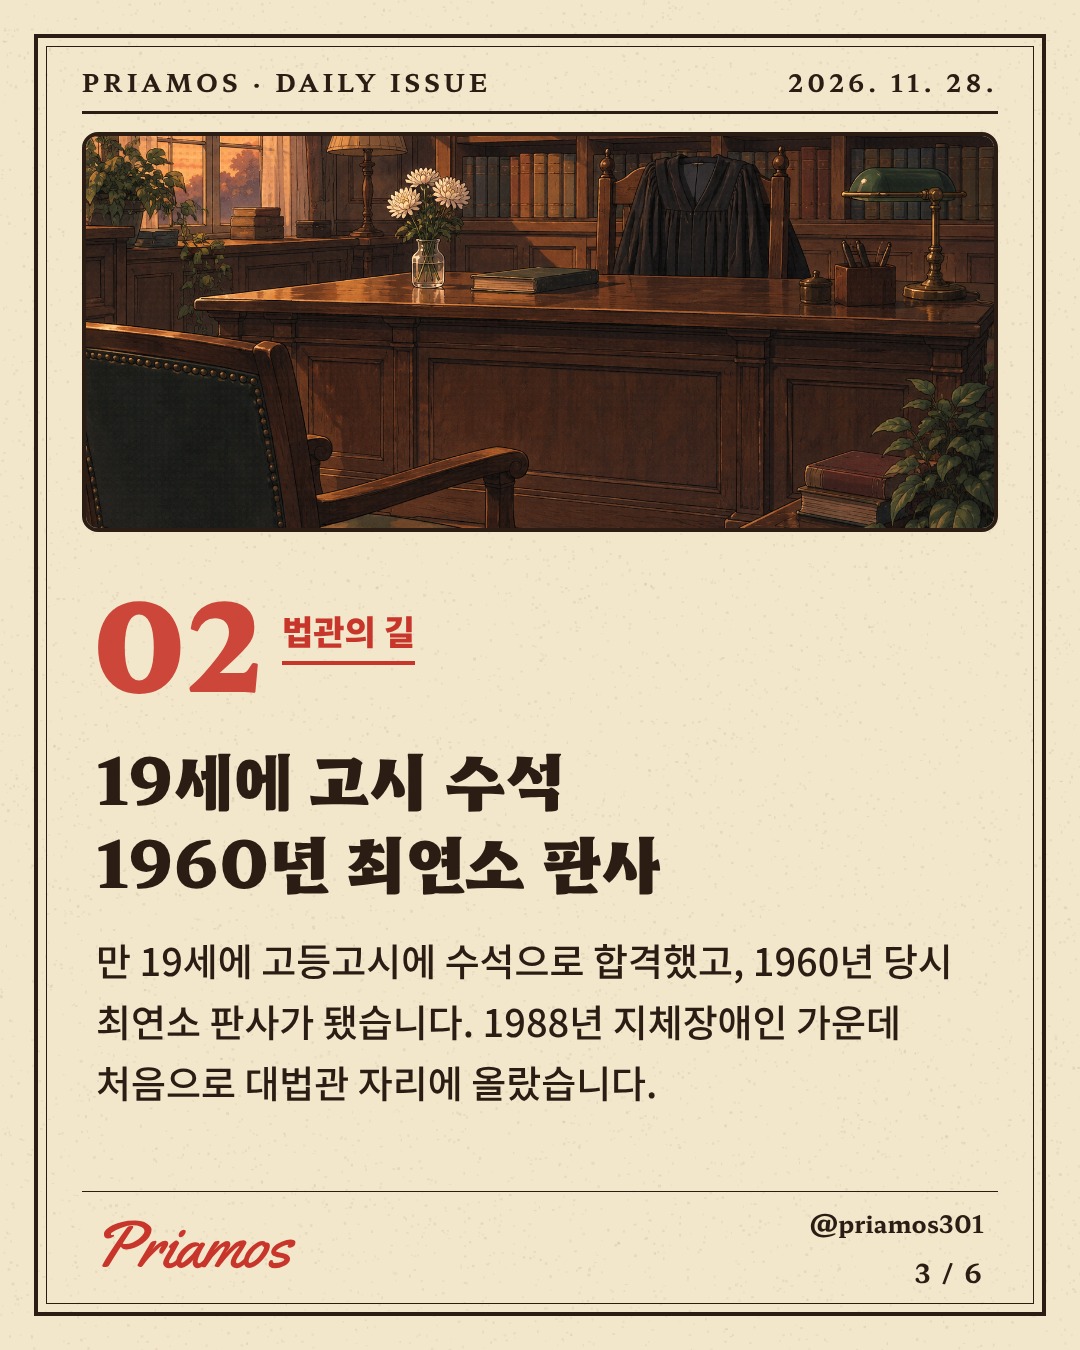 PRIAMOS · DAILY ISSUE
2026. 11. 28.
02
법관의 길
19세에 고시 수석
1960년 최연소 판사
만 19세에 고등고시에 수석으로 합격했고, 1960년 당시
최연소 판사가 됐습니다. 1988년 지체장애인 가운데
처음으로 대법관 자리에 올랐습니다.
Priamos
@priamos301
3 / 6